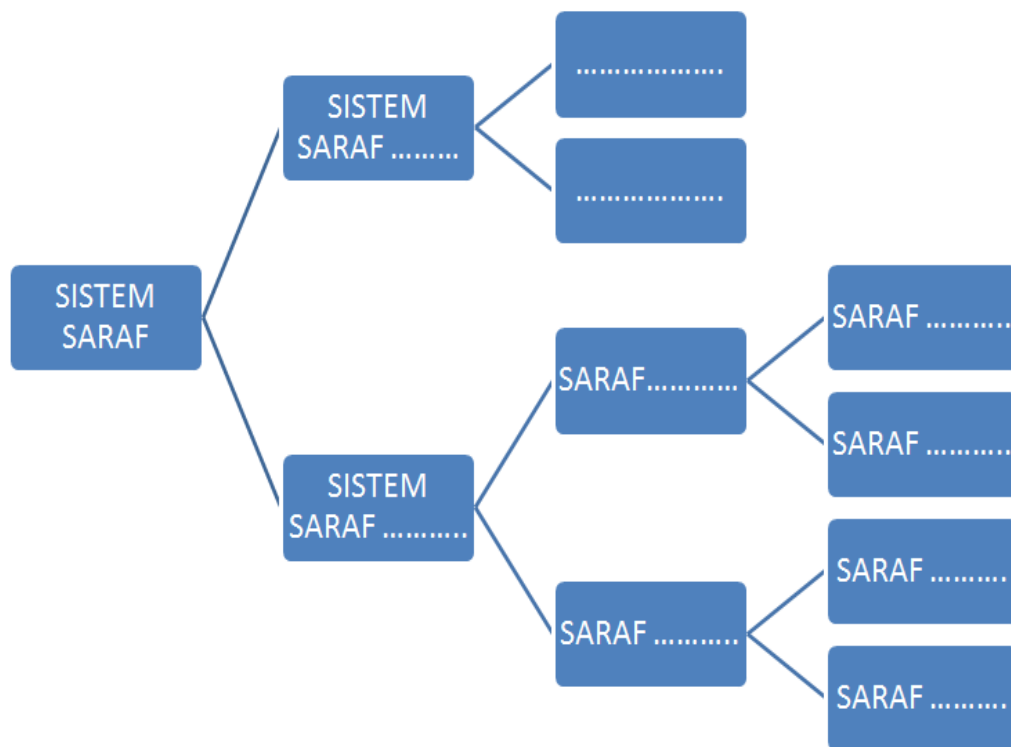 SISTEM
SARAF
SISTEM
SARAF ………
……………….
……………….
SISTEM
SARAF ………..
SARAF…………
SARAF ………..
SARAF ………..
SARAF ………..
SARAF ……….
SARAF ……….